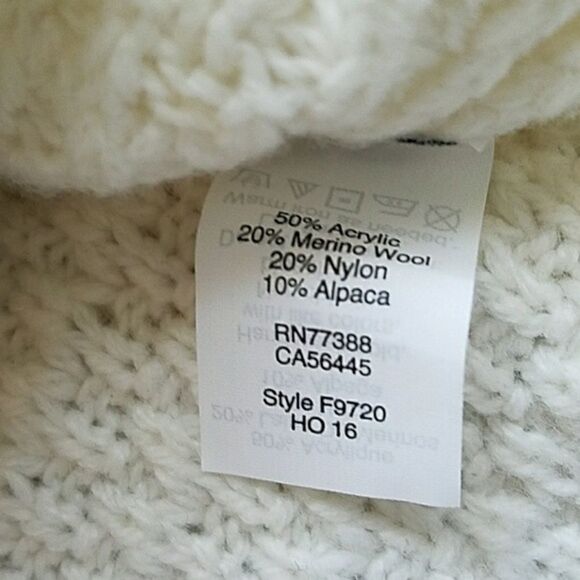 50% Acrylic
20% Merino Wool
20% Nylon
10% Alpaca
RN77388
CA56445
Style F9720
HO 16